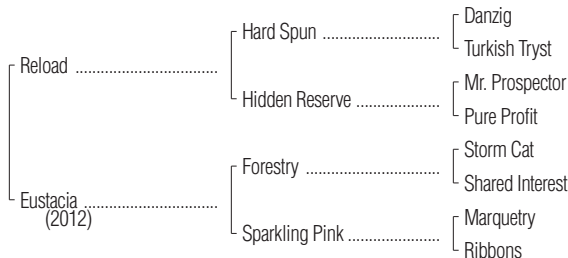 Danzig
Hard Spun ........................
Turkish Tryst
Reload ..............................
Mr. Prospector
Hidden Reserve .................
Pure Profit
Storm Cat
Forestry ...........................
Shared Interest
Eustacia ............................
(2012)
Marquetry
Sparkling Pink ...................
Ribbons